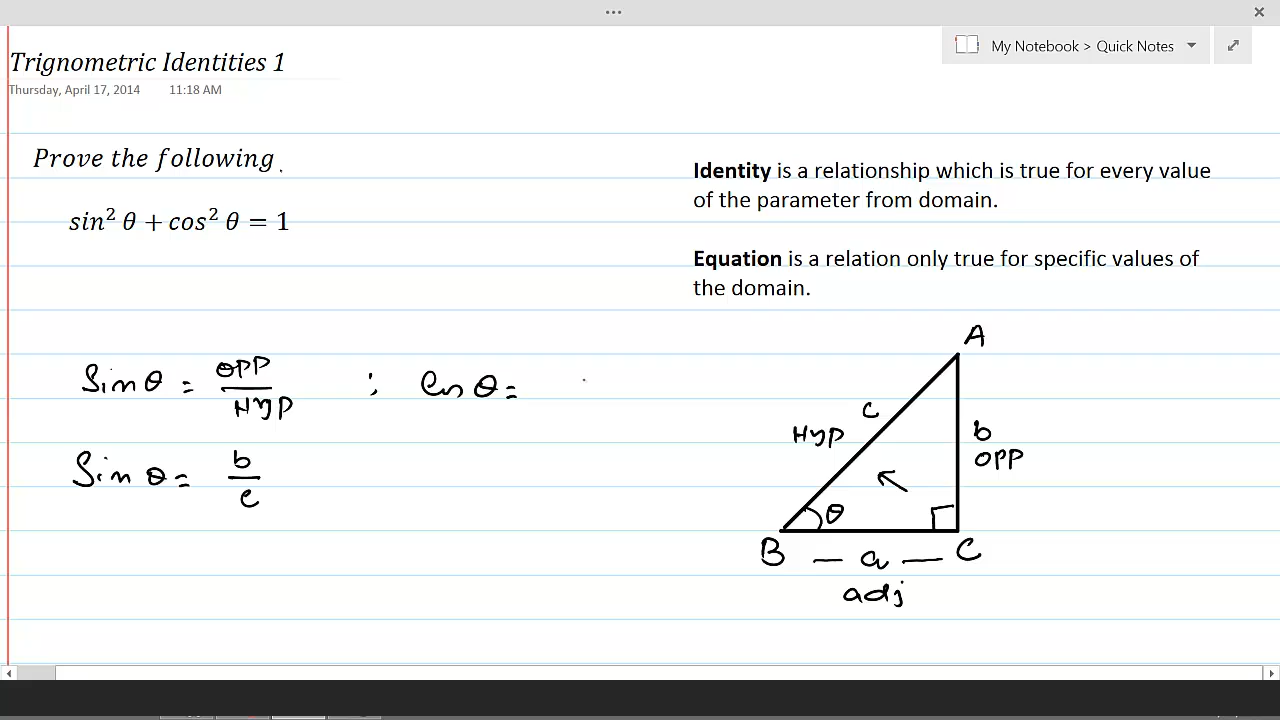 My Notebook > Quick Notes
Trignometric Identities 1
Thursday, April 17, 2014 11:18 AM
Prove the following.
sin² θ + cos² θ = 1
Identity is a relationship which is true for every value
of the parameter from domain.
Equation is a relation only true for specific values of
the domain.
Sin θ = OPP / Hyp ; Cos θ =
Sin θ = b / c
A
c
Hyp
b
OPP
θ
B — a — C
adj